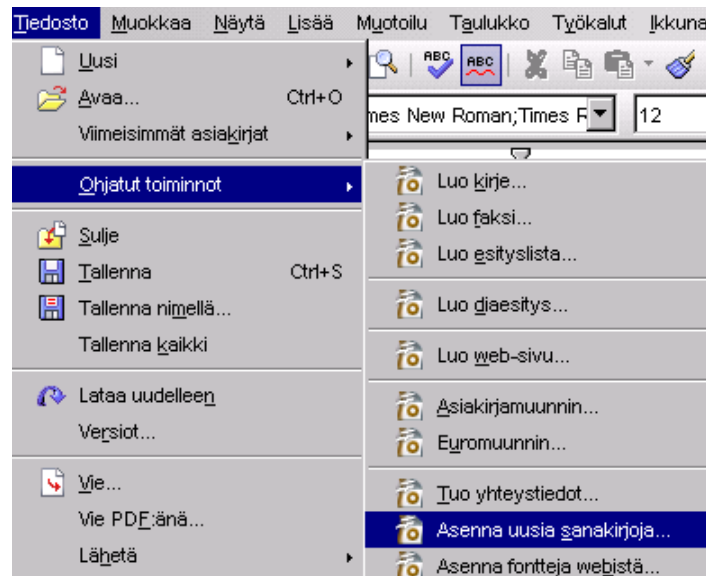 Tiedosto Muokkaa Näytä Lisää Muotoilu Taulukko Työkalut Ikkuna
Uusi
ABC ABC
Avaa... Ctrl+O
mes New Roman;Times R 12
Viimeisimmät asiakirjat
Ohjatut toiminnot
Sulje
Tallenna Ctrl+S
Tallenna nimellä...
Tallenna kaikki
Lataa uudelleen
Versiot...
Vie...
Vie PDF:änä...
Lähetä
Luo kirje...
Luo faksi...
Luo esityslista...
Luo diaesitys...
Luo web-sivu...
Asiakirjamuunnin...
Euromuunnin...
Tuo yhteystiedot...
Asenna uusia sanakirjoja...
Asenna fontteja webistä...